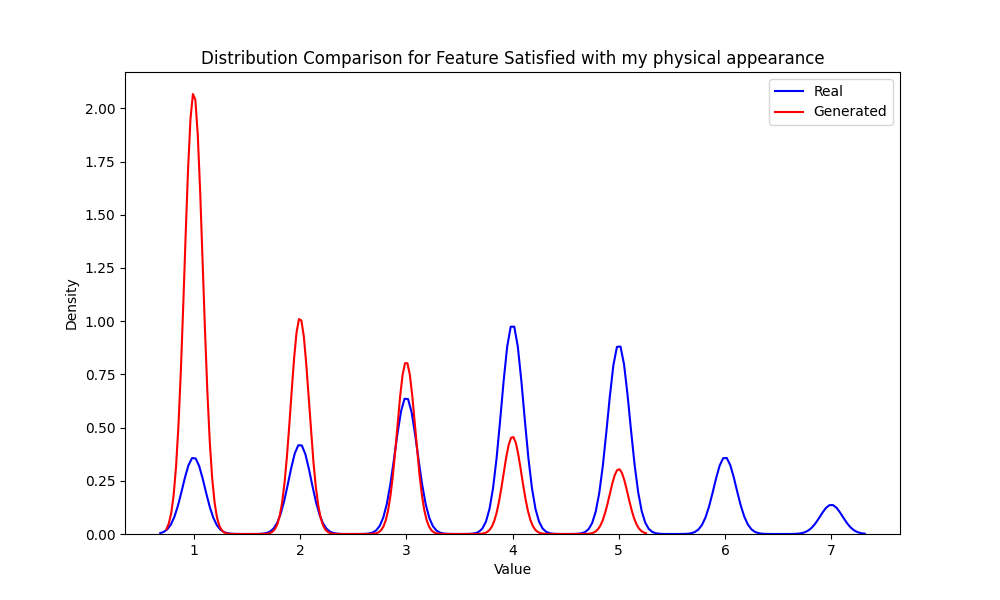 Distribution Comparison for Feature Satisfied with my physical appearance
Real
Generated
2.00
1.75
1.50
1.25
1.00
0.75
0.50
0.25
0.00
Density
1 2 3 4 5 6 7
Value